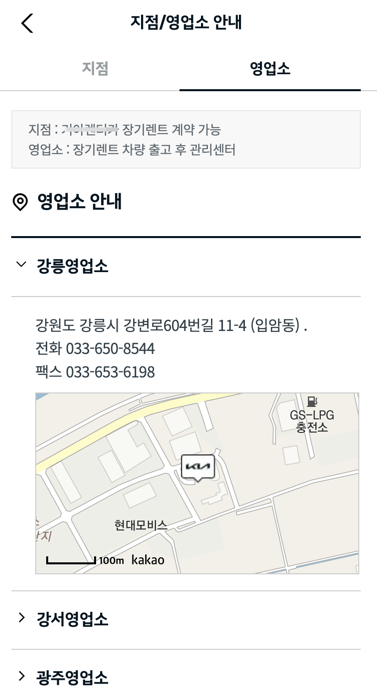 지점/영업소 안내
지점
영업소
지점 : 장기렌트 계약 가능
영업소 : 장기렌트 차량 출고 후 관리센터
영업소 안내
강릉영업소
강원도 강릉시 강변로604번길 11-4 (입암동) .
전화 033-650-8544
팩스 033-653-6198
GS-LPG
충전소
KIA
현대모비스
단지
100m kakao
강서영업소
광주영업소